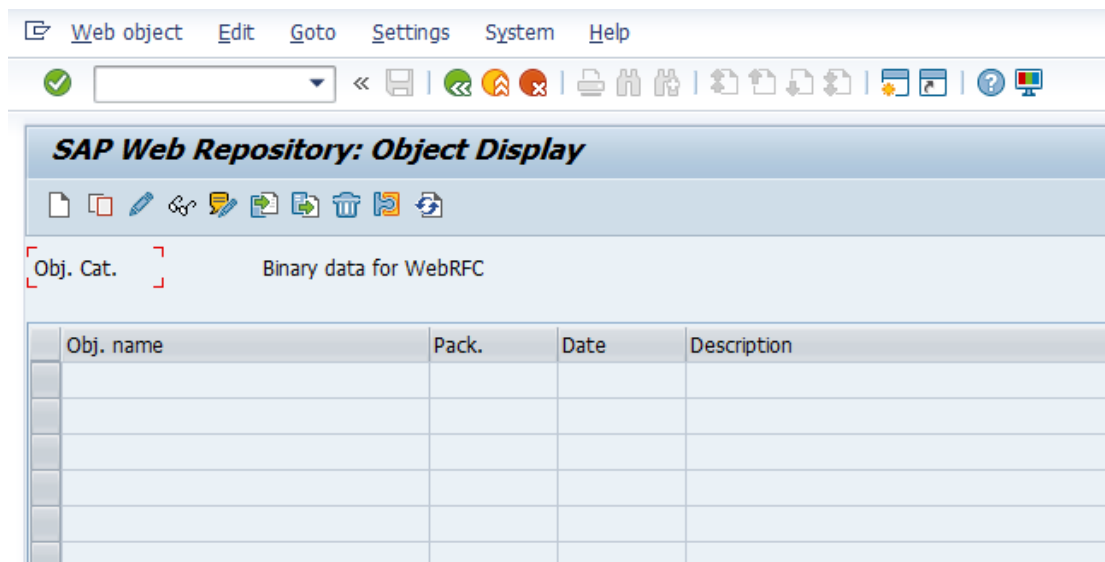 Web object Edit Goto Settings System Help
SAP Web Repository: Object Display
Obj. Cat. Binary data for WebRFC
Obj. name Pack. Date Description